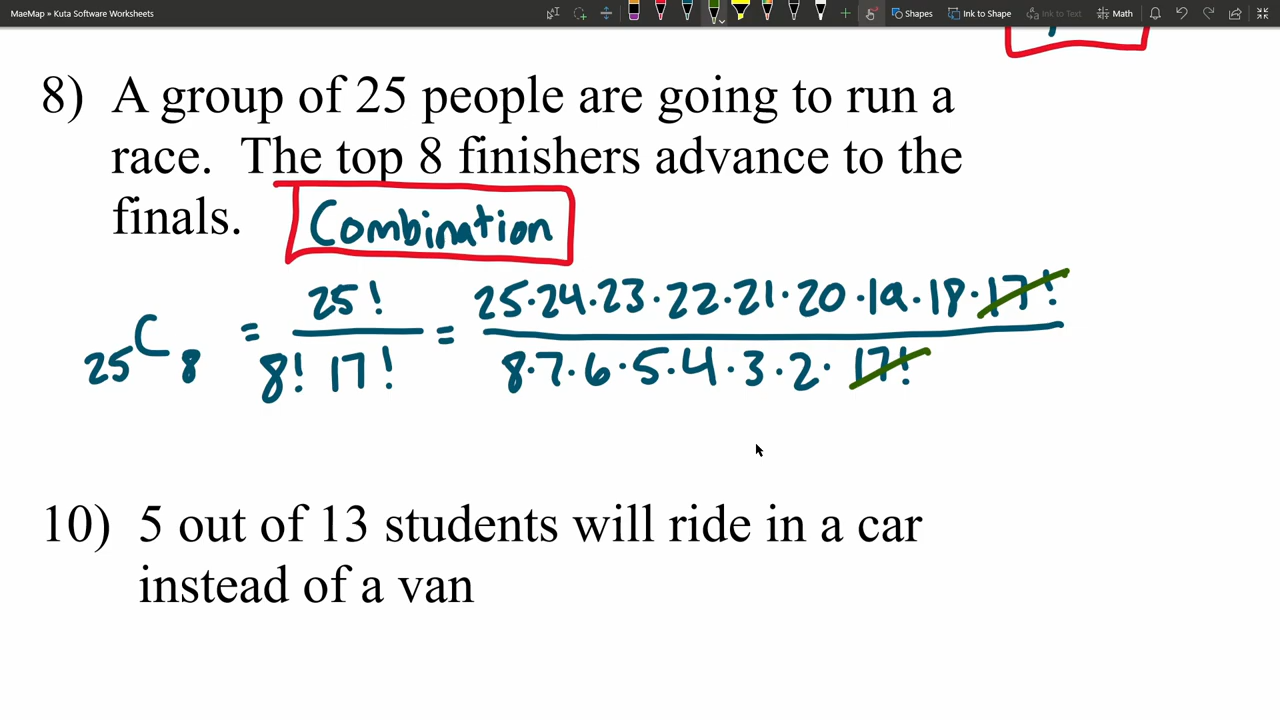 MaeMap » Kuta Software Worksheets
Shapes Ink to Shape Ink to Text Math
8) A group of 25 people are going to run a
race. The top 8 finishers advance to the
finals. Combination
25C8 = 25! / 8! 17! = 25·24·23·22·21·20·19·18·17! / 8·7·6·5·4·3·2·17!
10) 5 out of 13 students will ride in a car
instead of a van